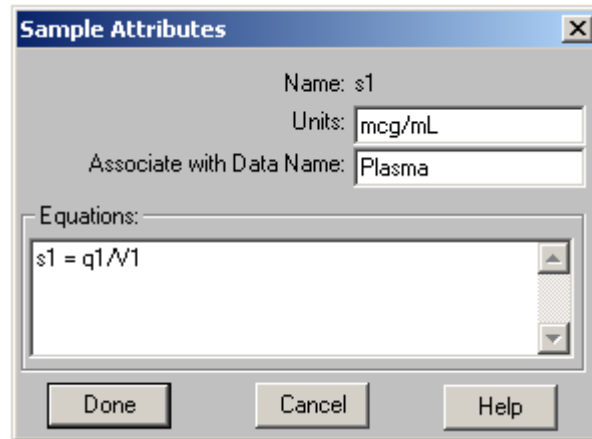 Sample Attributes
Name: s1
Units: mcg/mL
Associate with Data Name: Plasma
Equations:
s1 = q1/V1
Done Cancel Help